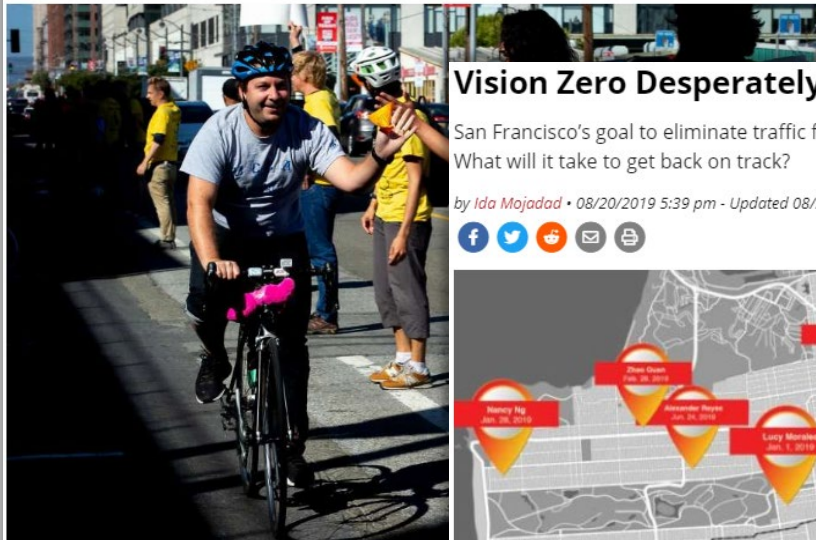 Vision Zero Desperately
San Francisco's goal to eliminate traffic f
What will it take to get back on track?
by Ida Mojadad • 08/20/2019 5:39 pm - Updated 08/
Zhao Guan
Feb. 28, 2019
Nancy Ng
Jan. 29, 2019
Alexander Reyes
Jun. 24, 2019
Lucy Morales
Jan. 1, 2019